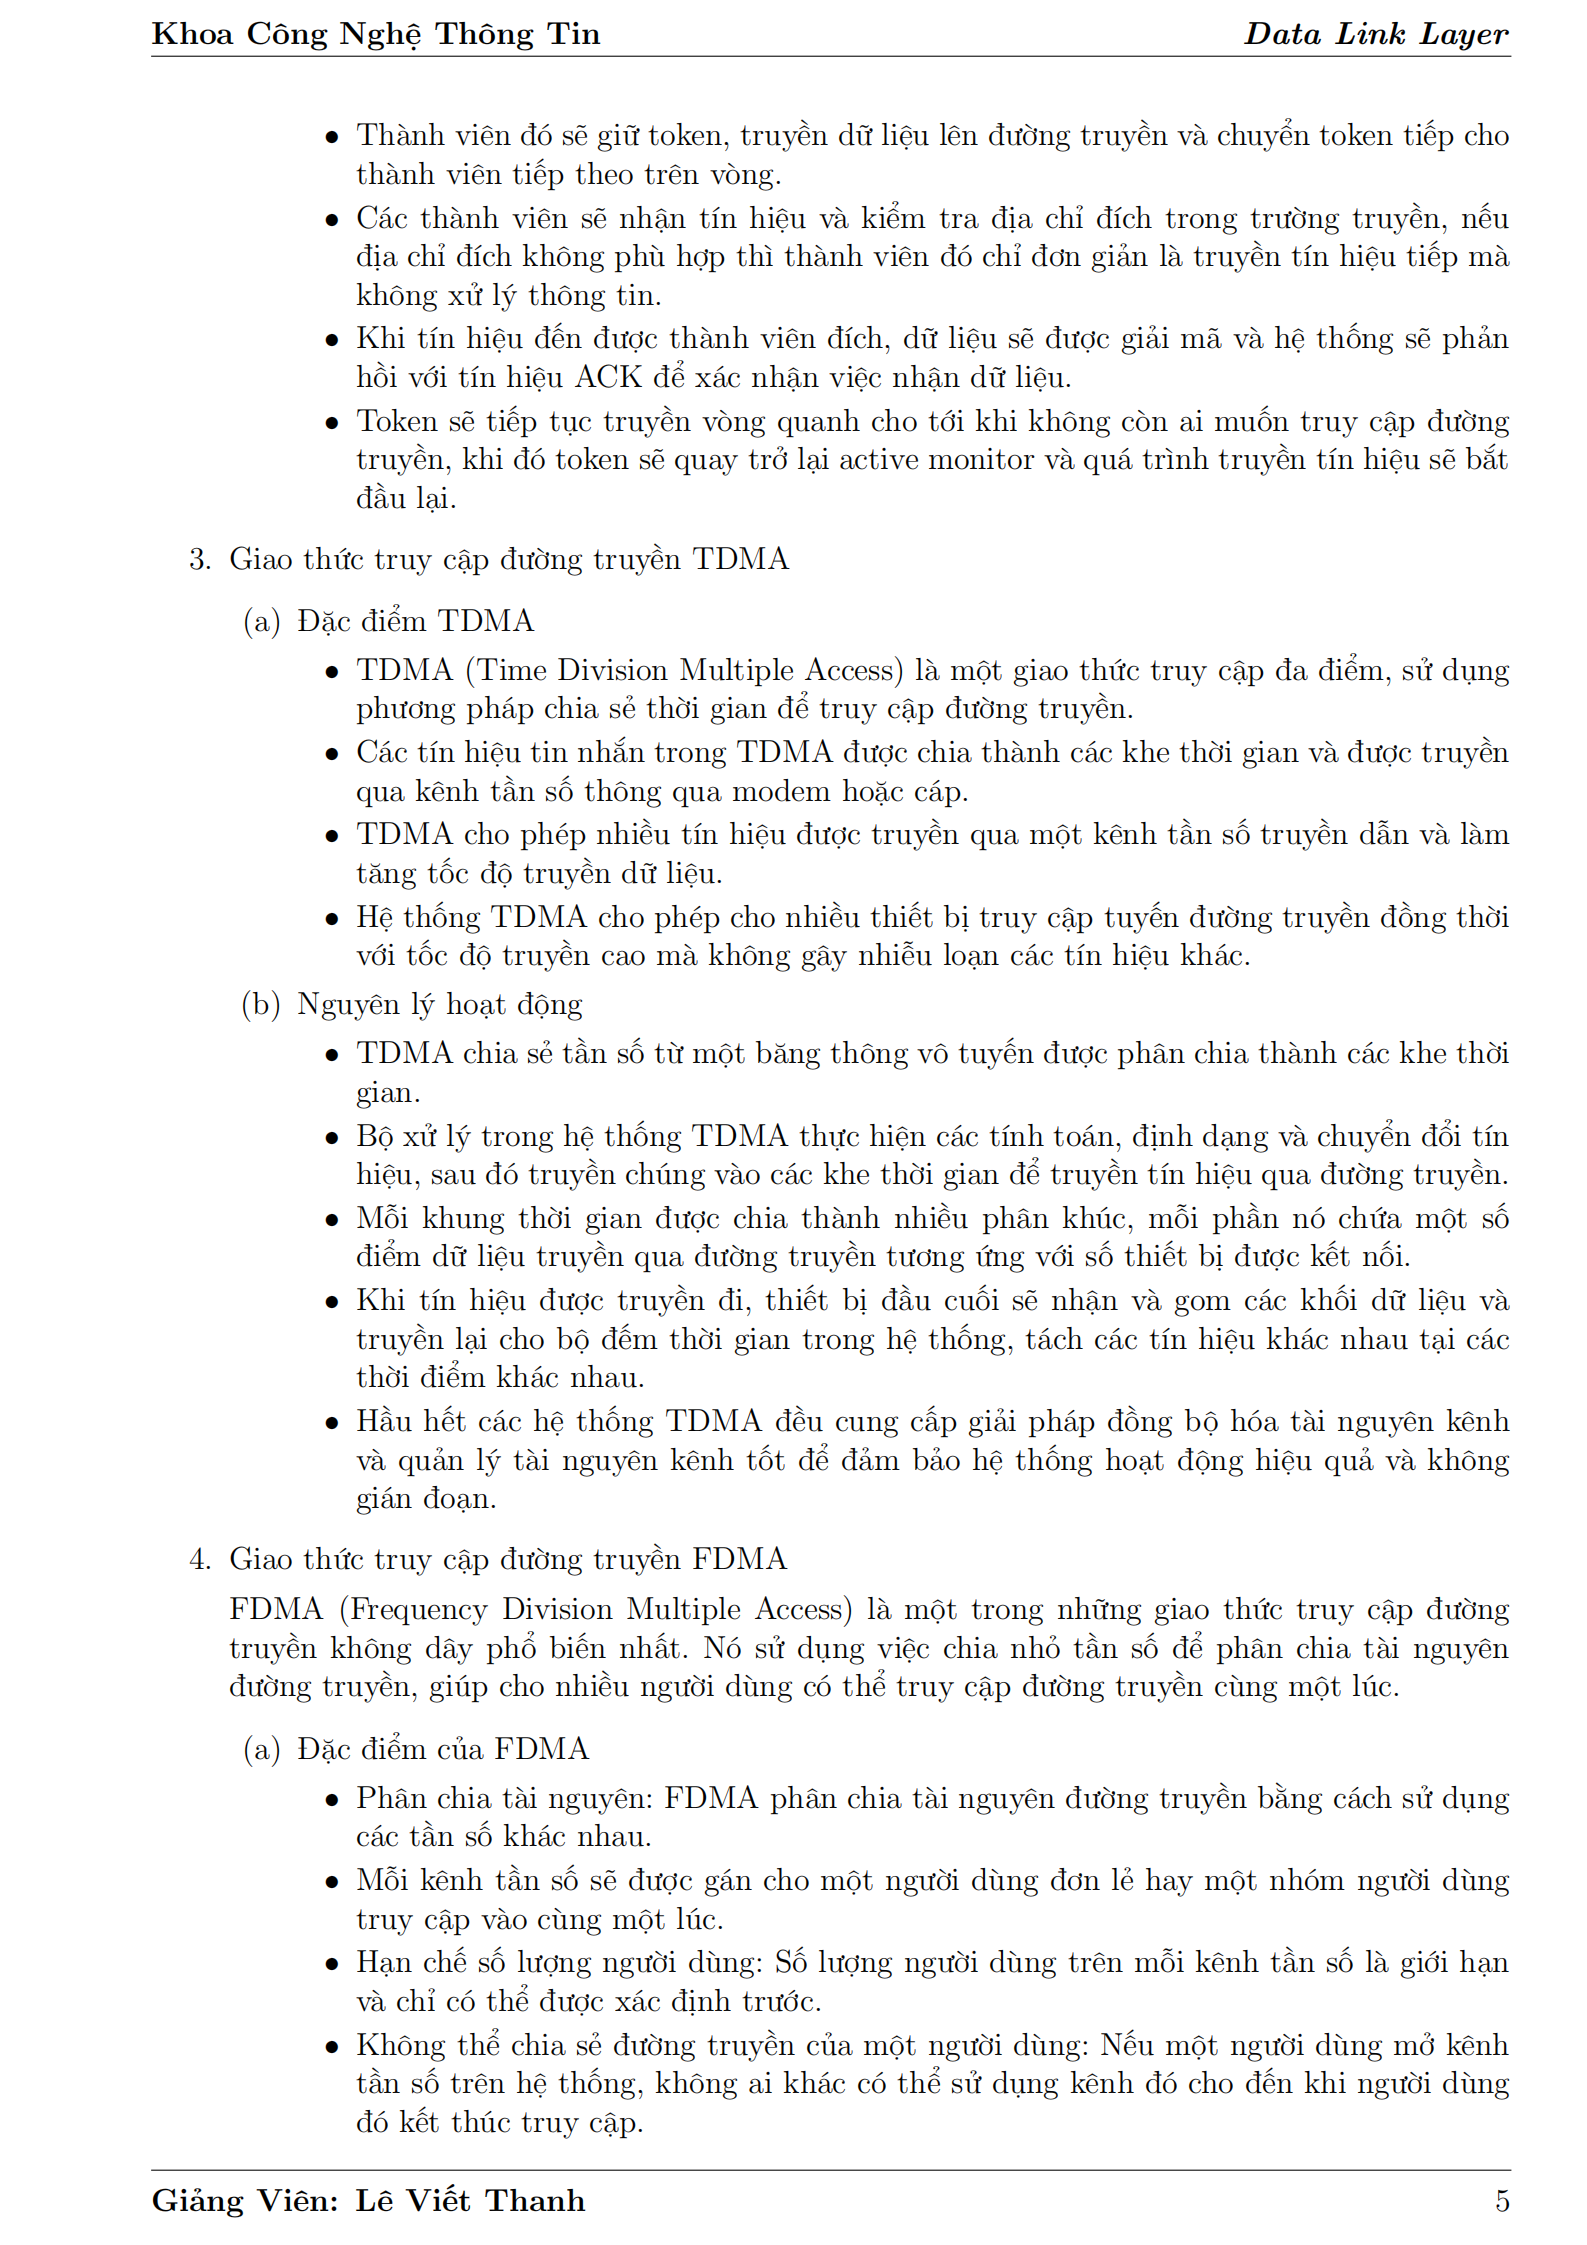 Khoa Công Nghệ Thông Tin Data Link Layer
• Thành viên đó sẽ giữ token, truyền dữ liệu lên đường truyền và chuyển token tiếp cho
thành viên tiếp theo trên vòng.
• Các thành viên sẽ nhận tín hiệu và kiểm tra địa chỉ đích trong trường truyền, nếu
địa chỉ đích không phù hợp thì thành viên đó chỉ đơn giản là truyền tín hiệu tiếp mà
không xử lý thông tin.
• Khi tín hiệu đến được thành viên đích, dữ liệu sẽ được giải mã và hệ thống sẽ phản
hồi với tín hiệu ACK để xác nhận việc nhận dữ liệu.
• Token sẽ tiếp tục truyền vòng quanh cho tới khi không còn ai muốn truy cập đường
truyền, khi đó token sẽ quay trở lại active monitor và quá trình truyền tín hiệu sẽ bắt
đầu lại.
3. Giao thức truy cập đường truyền TDMA
(a) Đặc điểm TDMA
• TDMA (Time Division Multiple Access) là một giao thức truy cập đa điểm, sử dụng
phương pháp chia sẻ thời gian để truy cập đường truyền.
• Các tín hiệu tin nhắn trong TDMA được chia thành các khe thời gian và được truyền
qua kênh tần số thông qua modem hoặc cáp.
• TDMA cho phép nhiều tín hiệu được truyền qua một kênh tần số truyền dẫn và làm
tăng tốc độ truyền dữ liệu.
• Hệ thống TDMA cho phép cho nhiều thiết bị truy cập tuyến đường truyền đồng thời
với tốc độ truyền cao mà không gây nhiễu loạn các tín hiệu khác.
(b) Nguyên lý hoạt động
• TDMA chia sẻ tần số từ một băng thông vô tuyến được phân chia thành các khe thời
gian.
• Bộ xử lý trong hệ thống TDMA thực hiện các tính toán, định dạng và chuyển đổi tín
hiệu, sau đó truyền chúng vào các khe thời gian để truyền tín hiệu qua đường truyền.
• Mỗi khung thời gian được chia thành nhiều phân khúc, mỗi phần nó chứa một số
điểm dữ liệu truyền qua đường truyền tương ứng với số thiết bị được kết nối.
• Khi tín hiệu được truyền đi, thiết bị đầu cuối sẽ nhận và gom các khối dữ liệu và
truyền lại cho bộ đếm thời gian trong hệ thống, tách các tín hiệu khác nhau tại các
thời điểm khác nhau.
• Hầu hết các hệ thống TDMA đều cung cấp giải pháp đồng bộ hóa tài nguyên kênh
và quản lý tài nguyên kênh tốt để đảm bảo hệ thống hoạt động hiệu quả và không
gián đoạn.
4. Giao thức truy cập đường truyền FDMA
FDMA (Frequency Division Multiple Access) là một trong những giao thức truy cập đường
truyền không dây phổ biến nhất. Nó sử dụng việc chia nhỏ tần số để phân chia tài nguyên
đường truyền, giúp cho nhiều người dùng có thể truy cập đường truyền cùng một lúc.
(a) Đặc điểm của FDMA
• Phân chia tài nguyên: FDMA phân chia tài nguyên đường truyền bằng cách sử dụng
các tần số khác nhau.
• Mỗi kênh tần số sẽ được gán cho một người dùng đơn lẻ hay một nhóm người dùng
truy cập vào cùng một lúc.
• Hạn chế số lượng người dùng: Số lượng người dùng trên mỗi kênh tần số là giới hạn
và chỉ có thể được xác định trước.
• Không thể chia sẻ đường truyền của một người dùng: Nếu một người dùng mở kênh
tần số trên hệ thống, không ai khác có thể sử dụng kênh đó cho đến khi người dùng
đó kết thúc truy cập.
Giảng Viên: Lê Viết Thanh 5